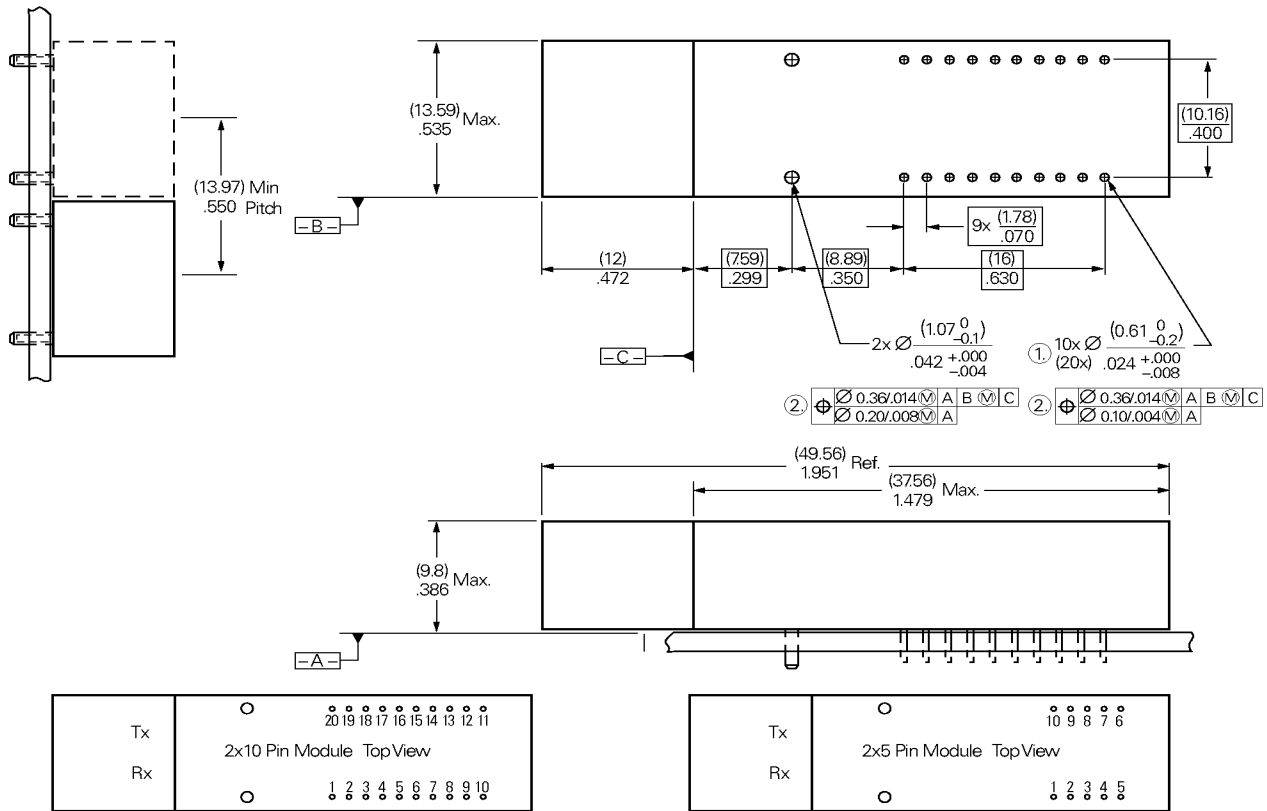 (13.59)
.535 Max.
(10.16)
.400
(13.97) Min
.550 Pitch
-B-
9x (1.78)
.070
(12)
.472
(7.59)
.299
(8.89)
.350
(16)
.630
-C-
2x Ø (1.07 0 -0.1)
.042 +.000 -.004
1. 10x Ø (0.61 0 -0.2)
(20x) .024 +.000 -.008
2. ⌖ Ø 0.36/.014 Ⓜ A B Ⓜ C
Ø 0.20/.008 Ⓜ A
2. ⌖ Ø 0.36/.014 Ⓜ A B Ⓜ C
Ø 0.10/.004 Ⓜ A
(49.56)
1.951 Ref.
(37.56)
1.479 Max.
(9.8)
.386 Max.
-A-
20 19 18 17 16 15 14 13 12 11
Tx
2x10 Pin Module Top View
Rx
1 2 3 4 5 6 7 8 9 10
10 9 8 7 6
Tx
2x5 Pin Module Top View
Rx
1 2 3 4 5